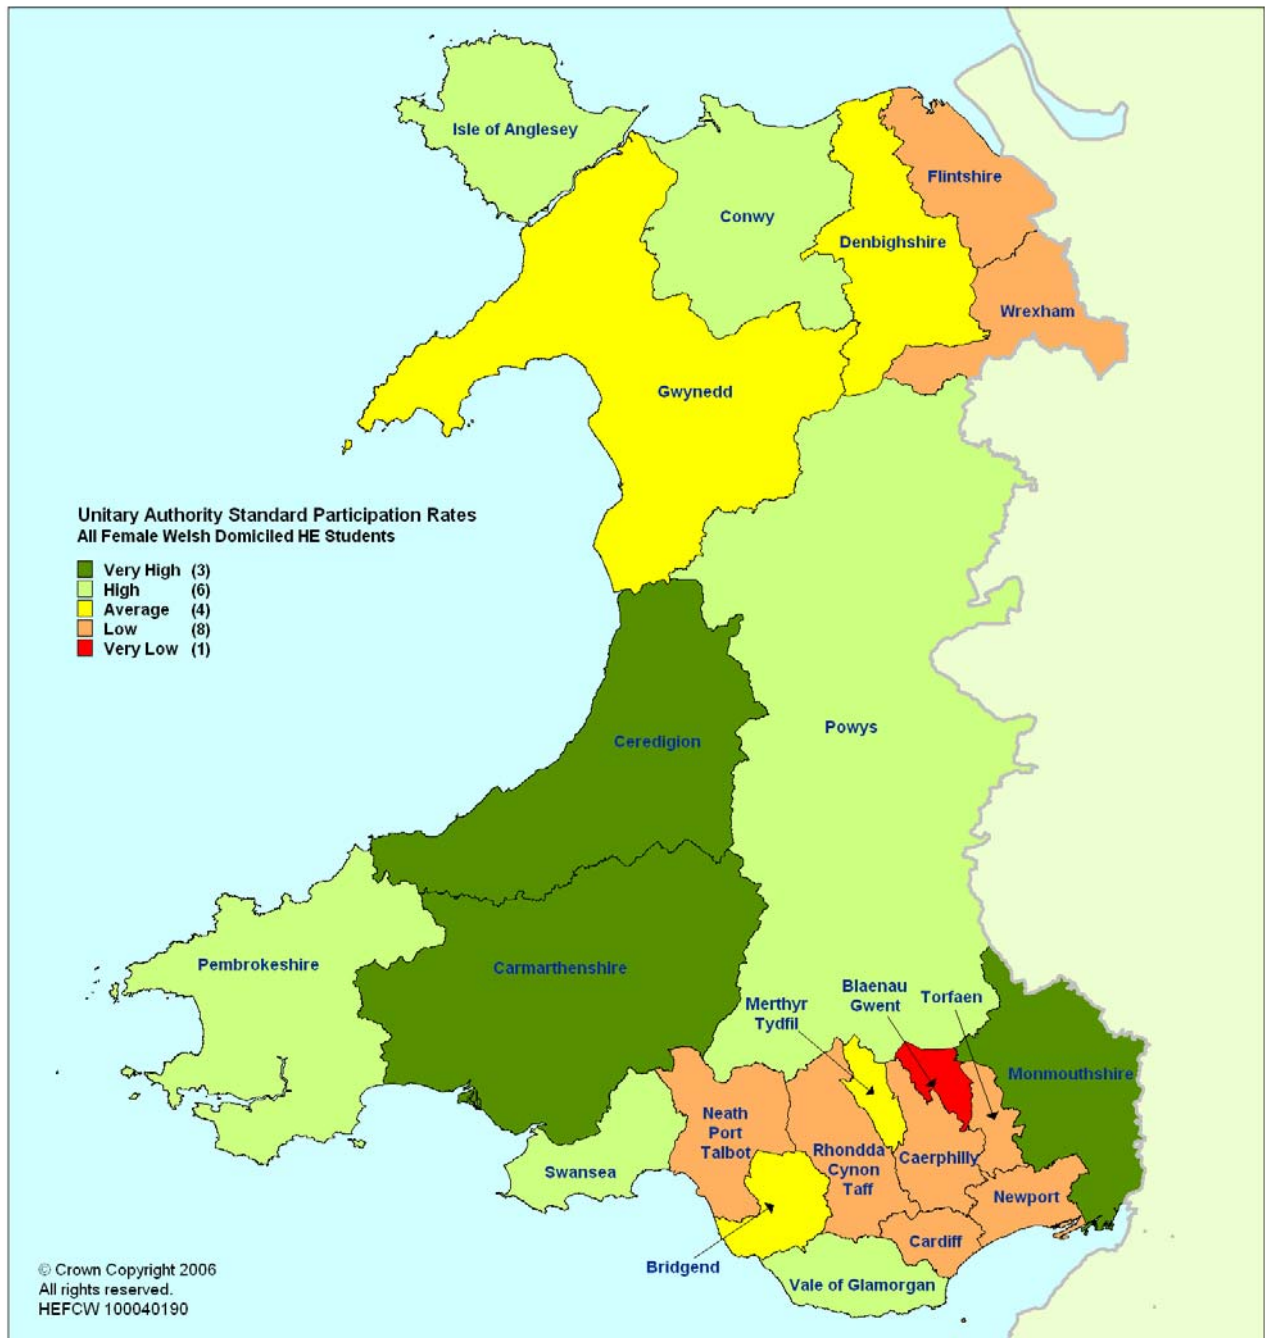 Isle of Anglesey
Flintshire
Conwy
Denbighshire
Wrexham
Gwynedd
Unitary Authority Standard Participation Rates
All Female Welsh Domiciled HE Students
Very High (3)
High (6)
Average (4)
Low (8)
Very Low (1)
Powys
Ceredigion
Pembrokeshire
Carmarthenshire
Merthyr
Tydfil
Blaenau
Gwent
Torfaen
Monmouthshire
Neath
Port
Talbot
Rhondda
Cynon
Taff
Caerphilly
Swansea
Newport
Cardiff
Bridgend
Vale of Glamorgan
© Crown Copyright 2006
All rights reserved.
HEFCW 100040190